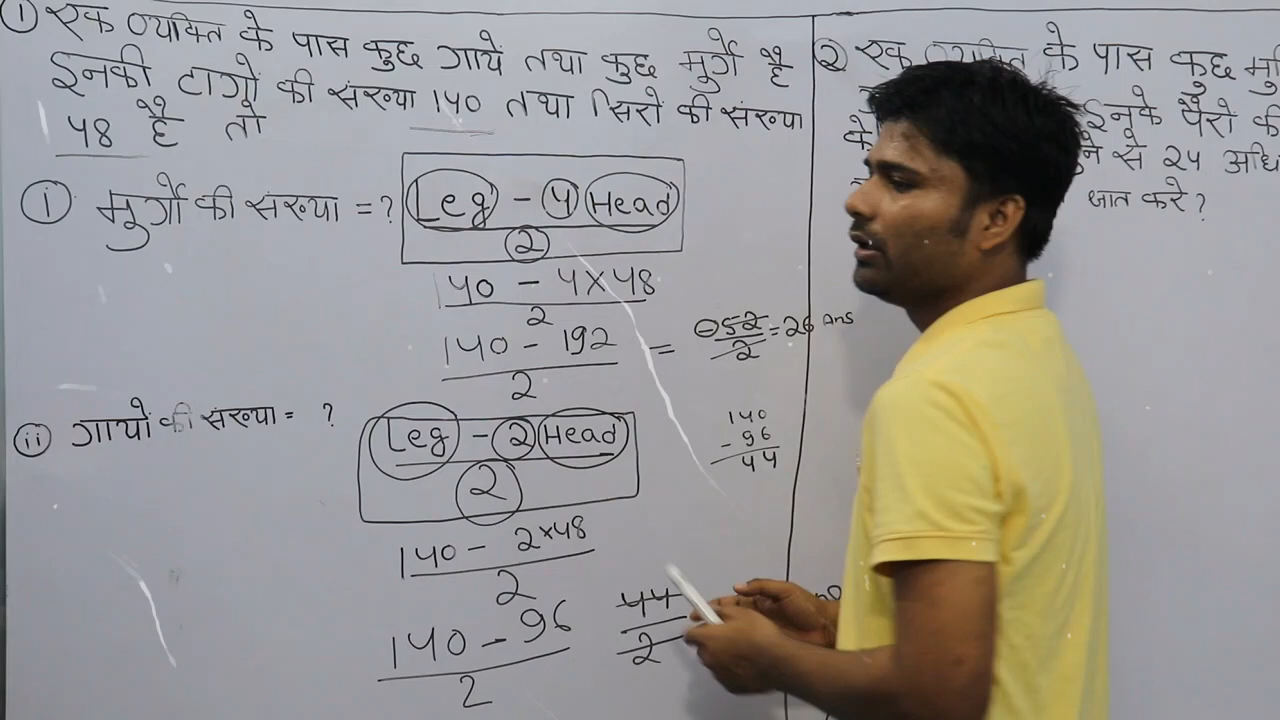 ① एक व्यक्ति के पास कुछ गाये तथा कुछ मुर्गे है
इनकी टागो की संख्या 140 तथा सिरो की संख्या
48 है तो
i मुर्गो की संख्या = ?
Leg - 4 Head
2
140 - 4×48
2
140 - 192
2
= -52
2
= 26 Ans
ii गायों की संख्या = ?
Leg - 2 Head
2
140
- 96
44
140 - 2×48
2
140 - 96
2
44
2
② एक व्यक्ति के पास कुछ
के इनके पैरो की
से 24
ज्ञात करे ?